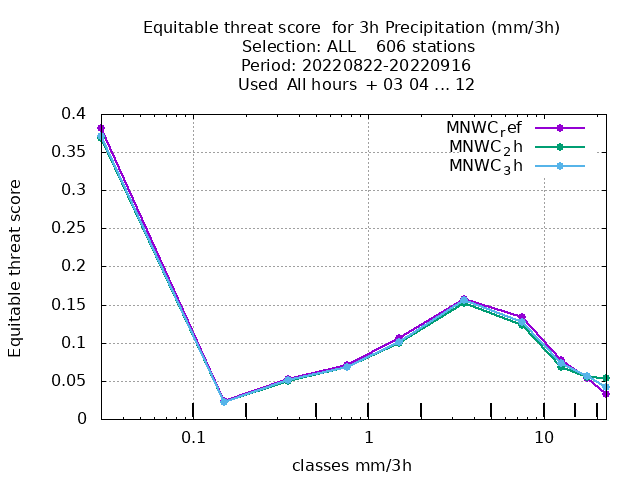 Equitable threat score  for 3h Precipitation (mm/3h)
Selection: ALL    606 stations
Period: 20220822-20220916
Used  All hours  + 03 04 ... 12
MNWC_ref
MNWC_2h
MNWC_3h
0.4
0.35
0.3
0.25
0.2
0.15
0.1
0.05
0
Equitable threat score
0.1 1 10
classes mm/3h